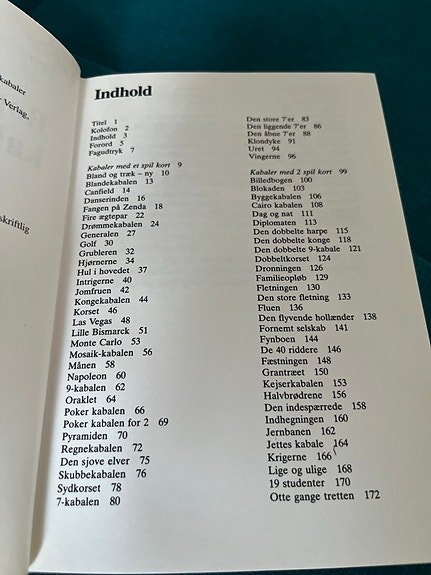 kabaler
Verlag,
skriftlig
Indhold
Titel 1
Kolofon 2
Indhold 3
Forord 5
Fagudtryk 7
Kabaler med et spil kort 9
Bland og træk – ny 10
Blandekabalen 13
Canfield 14
Danserinden 16
Fangen på Zenda 18
Fire ægtepar 22
Drømmekabalen 24
Generalen 27
Golf 30
Grubleren 32
Hjørnerne 34
Hul i hovedet 37
Intrigerne 40
Jomfruen 42
Kongekabalen 44
Korset 46
Las Vegas 48
Lille Bismarck 51
Monte Carlo 53
Mosaik-kabalen 56
Månen 58
Napoleon 60
9-kabalen 62
Oraklet 64
Poker kabalen 66
Poker kabalen for 2 69
Pyramiden 70
Regnekabalen 72
Den sjove elver 75
Skubbekabalen 76
Sydkorset 78
7-kabalen 80
Den store 7'er 83
Den liggende 7'er 86
Den åbne 7'er 88
Klondyke 91
Uret 94
Vingerne 96
Kabaler med 2 spil kort 99
Billedbogen 100
Blokaden 103
Byggekabalen 106
Cairo kabalen 108
Dag og nat 111
Diplomaten 113
Den dobbelte harpe 115
Den dobbelte konge 118
Den dobbelte 9-kabale 121
Dobbeltkorset 124
Dronningen 126
Familieopløb 129
Fletningen 130
Den store fletning 133
Fluen 136
Den flyvende hollænder 138
Fornemt selskab 141
Fynboen 144
De 40 riddere 146
Fæstningen 148
Grantræet 150
Kejserkabalen 153
Halvbrødrene 156
Den indespærrede 158
Indhegningen 160
Jernbanen 162
Jettes kabale 164
Krigerne 166
Lige og ulige 168
19 studenter 170
Otte gange tretten 172